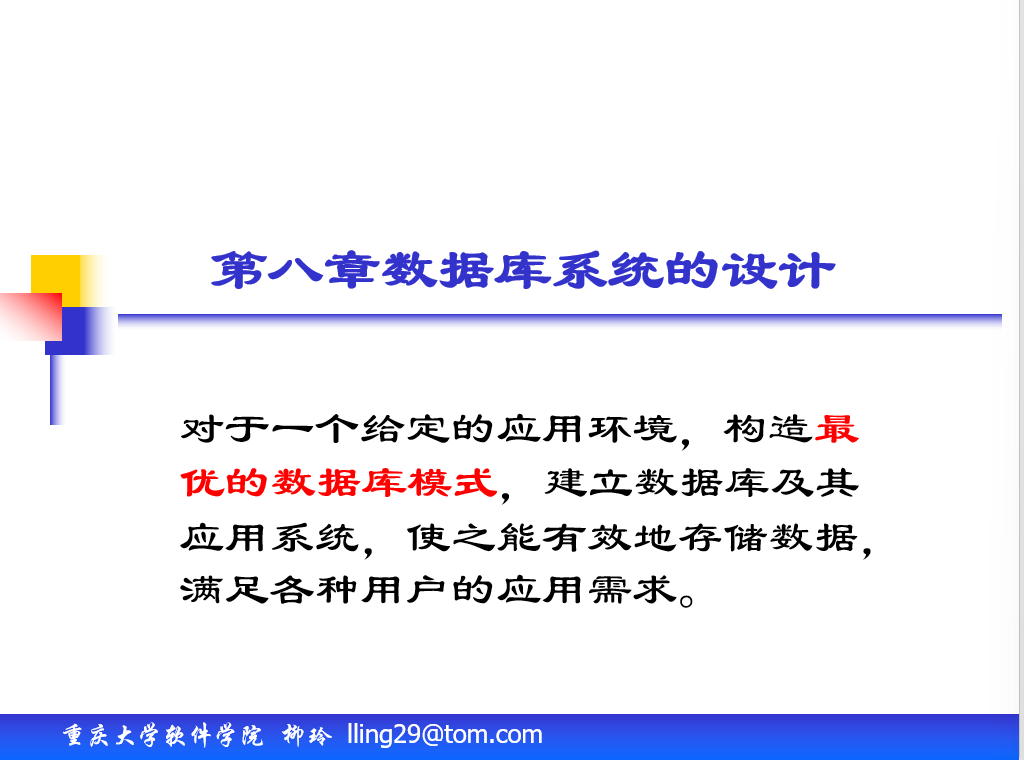 第八章数据库系统的设计
对于一个给定的应用环境，构造最
优的数据库模式，建立数据库及其
应用系统，使之能有效地存储数据，
满足各种用户的应用需求。
重庆大学软件学院 柳玲 lling29@tom.com